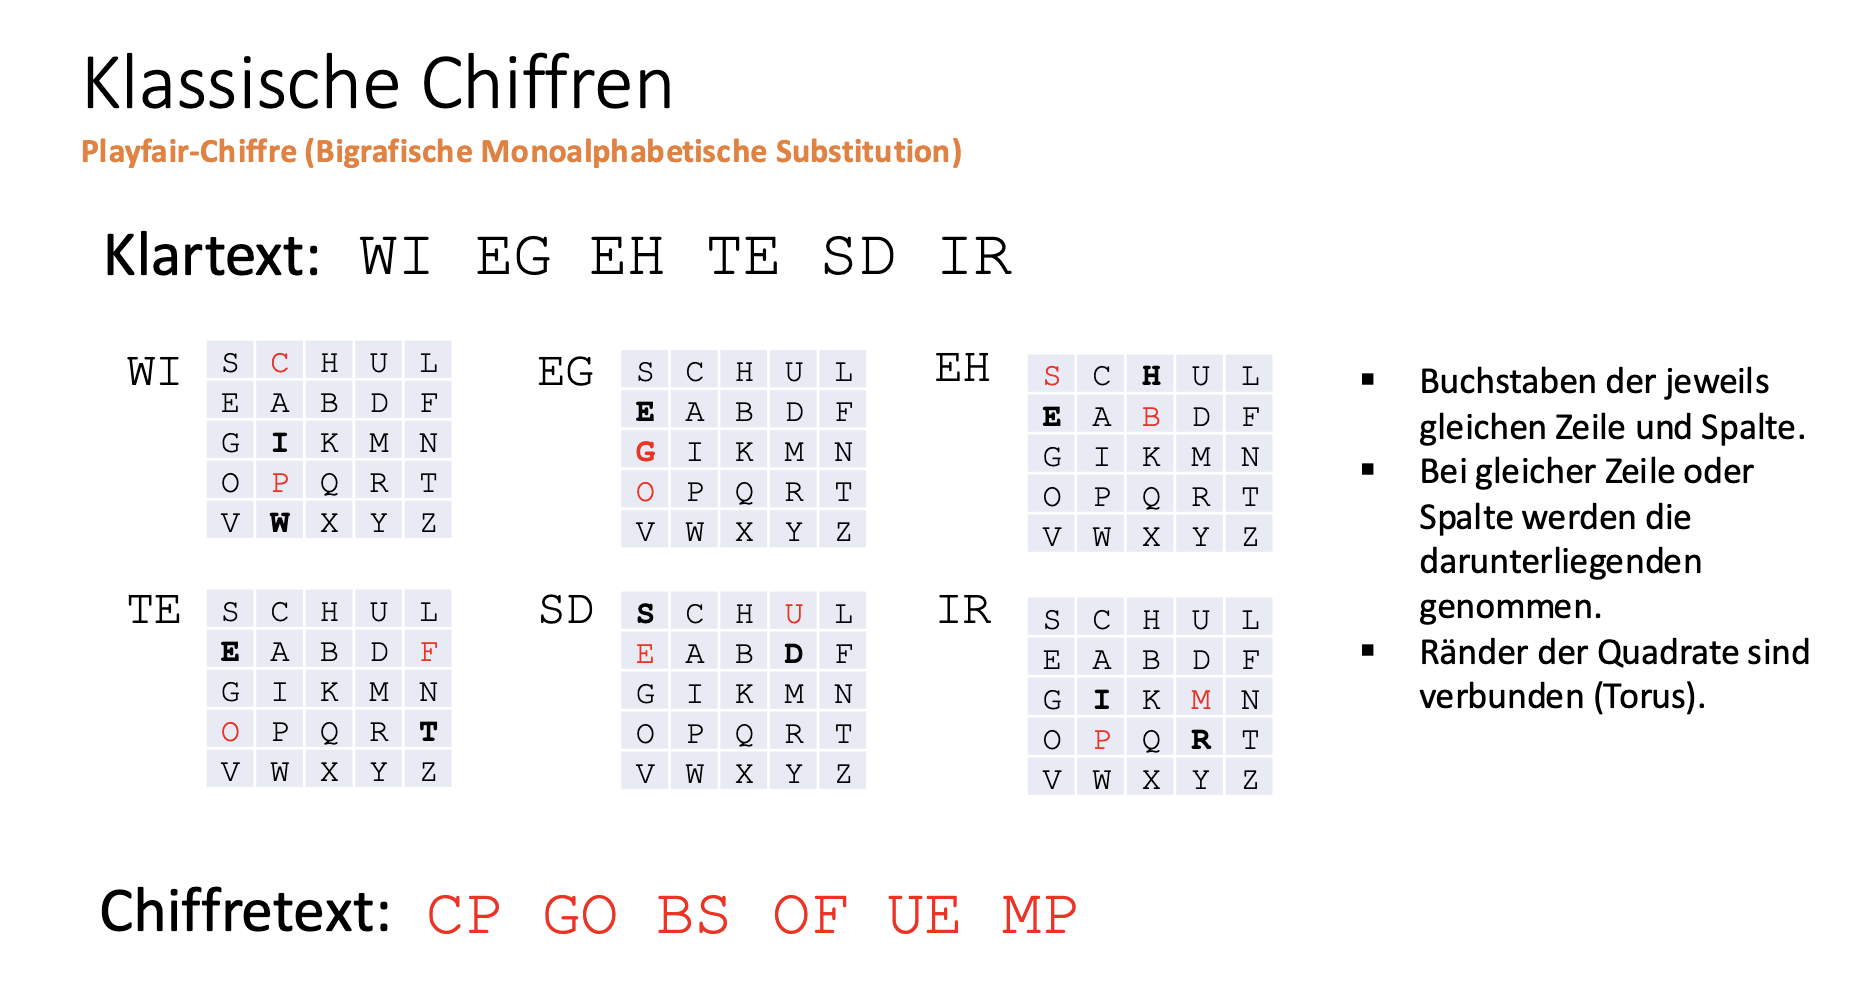 Klassische Chiffren
Playfair-Chiffre (Bigrafische Monoalphabetische Substitution)
Klartext: WI EG EH TE SD IR
WI
S C H U L
E A B D F
G I K M N
O P Q R T
V W X Y Z
EG
S C H U L
E A B D F
G I K M N
O P Q R T
V W X Y Z
EH
S C H U L
E A B D F
G I K M N
O P Q R T
V W X Y Z
TE
S C H U L
E A B D F
G I K M N
O P Q R T
V W X Y Z
SD
S C H U L
E A B D F
G I K M N
O P Q R T
V W X Y Z
IR
S C H U L
E A B D F
G I K M N
O P Q R T
V W X Y Z
▪ Buchstaben der jeweils
gleichen Zeile und Spalte.
▪ Bei gleicher Zeile oder
Spalte werden die
darunterliegenden
genommen.
▪ Ränder der Quadrate sind
verbunden (Torus).
Chiffretext: CP GO BS OF UE MP